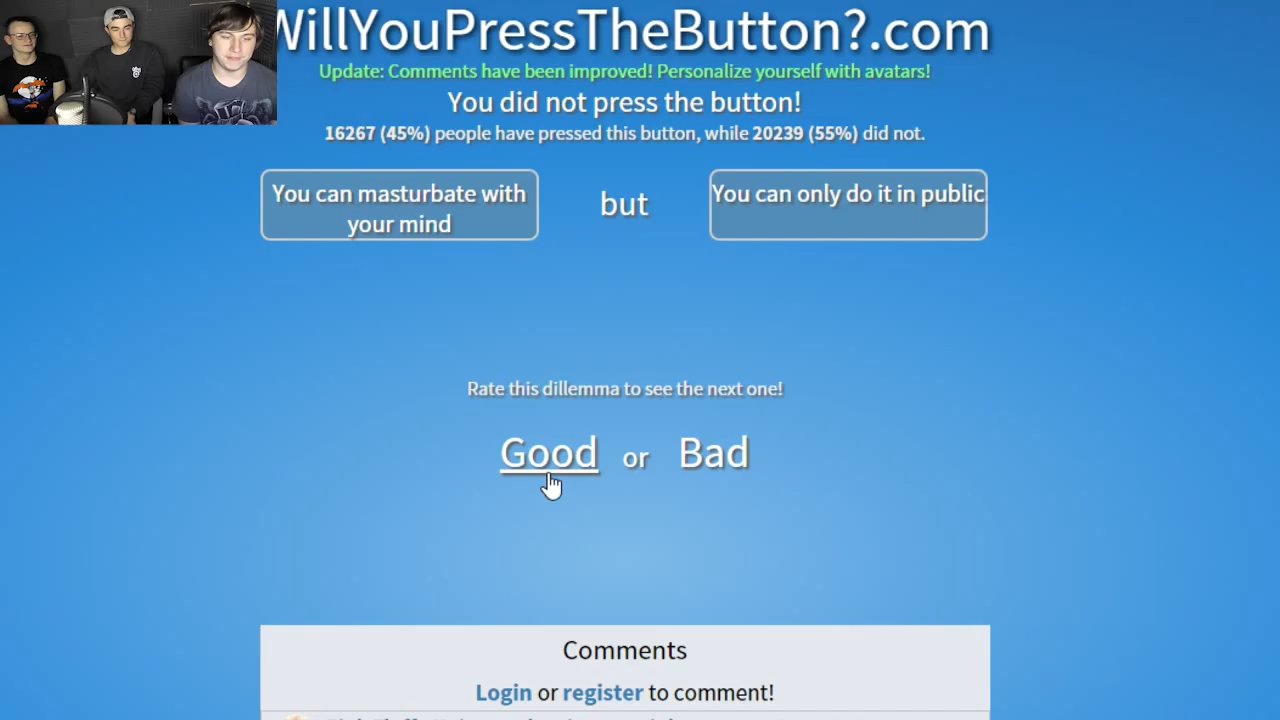 WillYouPressTheButton?.com
Update: Comments have been improved! Personalize yourself with avatars!
You did not press the button!
16267 (45%) people have pressed this button, while 20239 (55%) did not.
You can masturbate with
your mind
but
You can only do it in public
Rate this dillemma to see the next one!
Good or Bad
Comments
Login or register to comment!